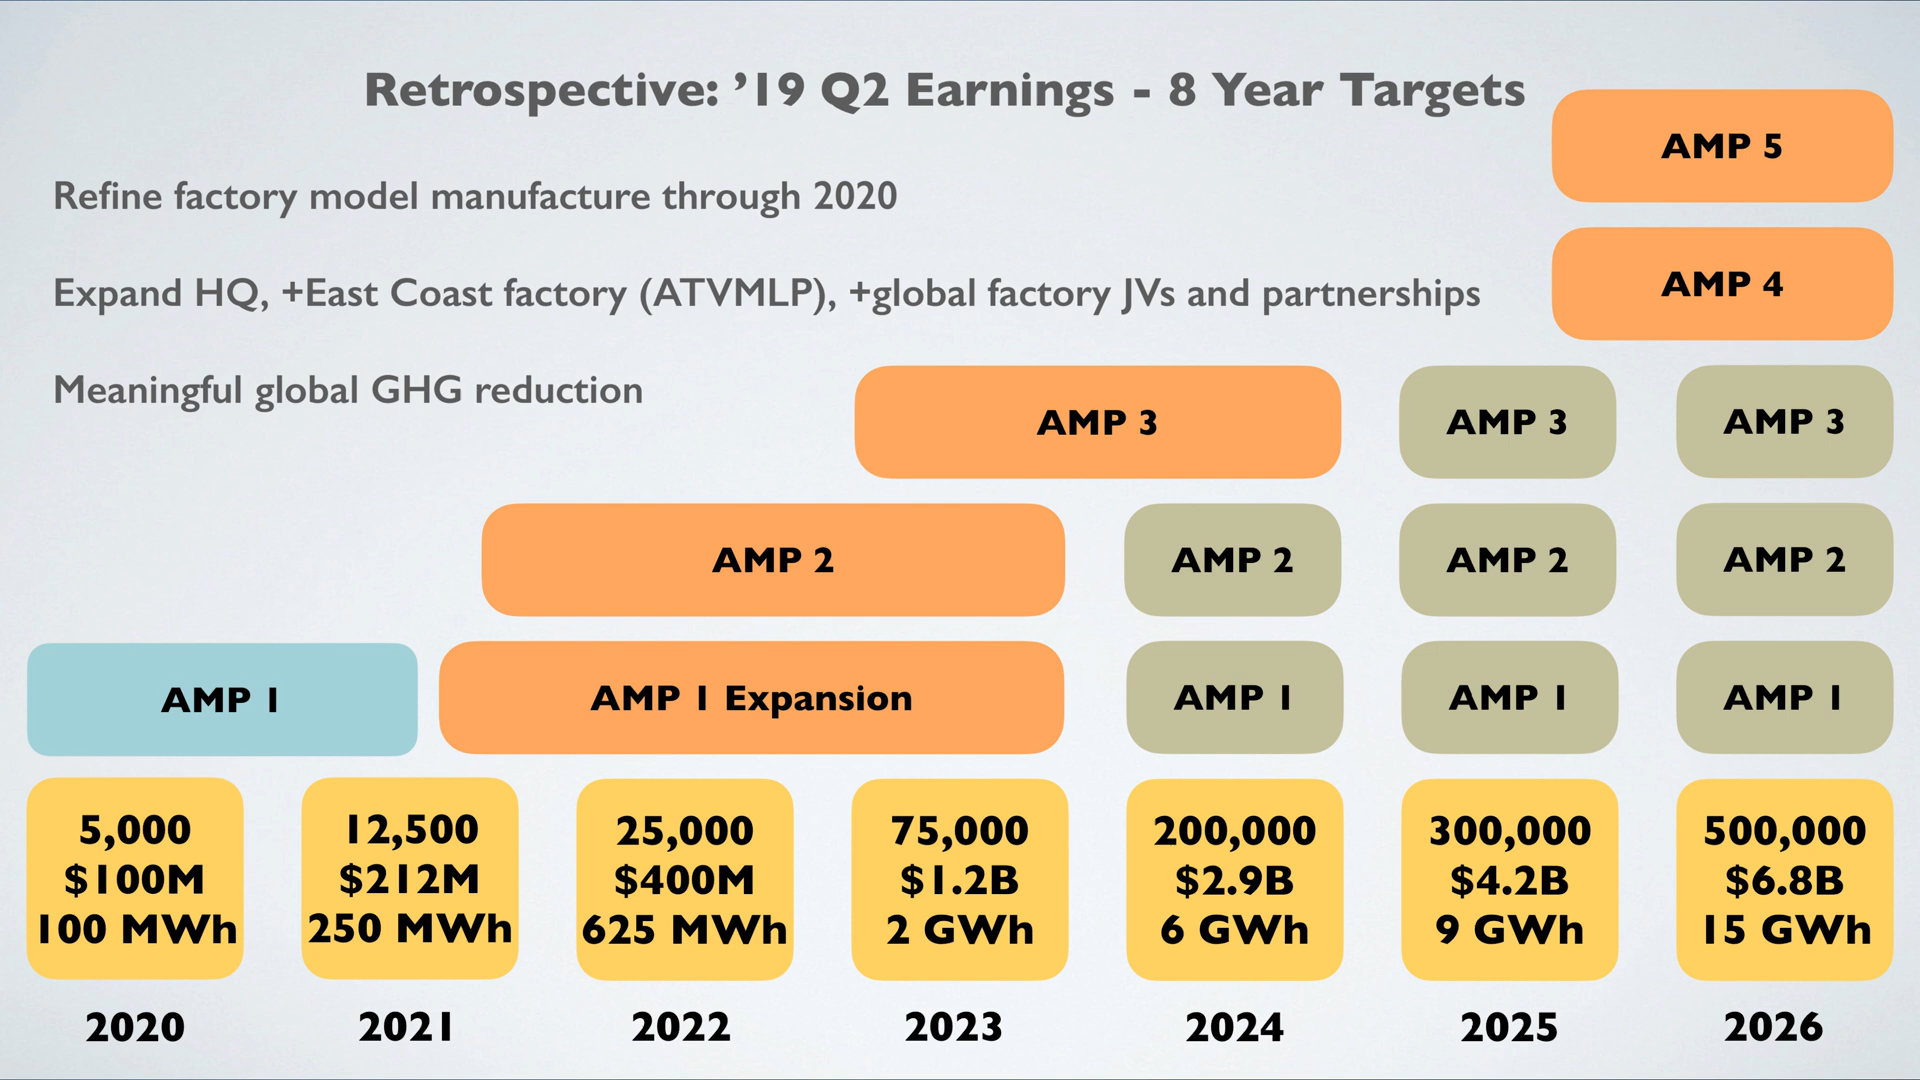 Retrospective: ’19 Q2 Earnings - 8 Year Targets
AMP 5
Refine factory model manufacture through 2020
Expand HQ, +East Coast factory (ATVMLP), +global factory JVs and partnerships
AMP 4
Meaningful global GHG reduction
AMP 3
AMP 3
AMP 3
AMP 2
AMP 2
AMP 2
AMP 2
AMP 1
AMP 1 Expansion
AMP 1
AMP 1
AMP 1
5,000
$100M
100 MWh
12,500
$212M
250 MWh
25,000
$400M
625 MWh
75,000
$1.2B
2 GWh
200,000
$2.9B
6 GWh
300,000
$4.2B
9 GWh
500,000
$6.8B
15 GWh
2020
2021
2022
2023
2024
2025
2026